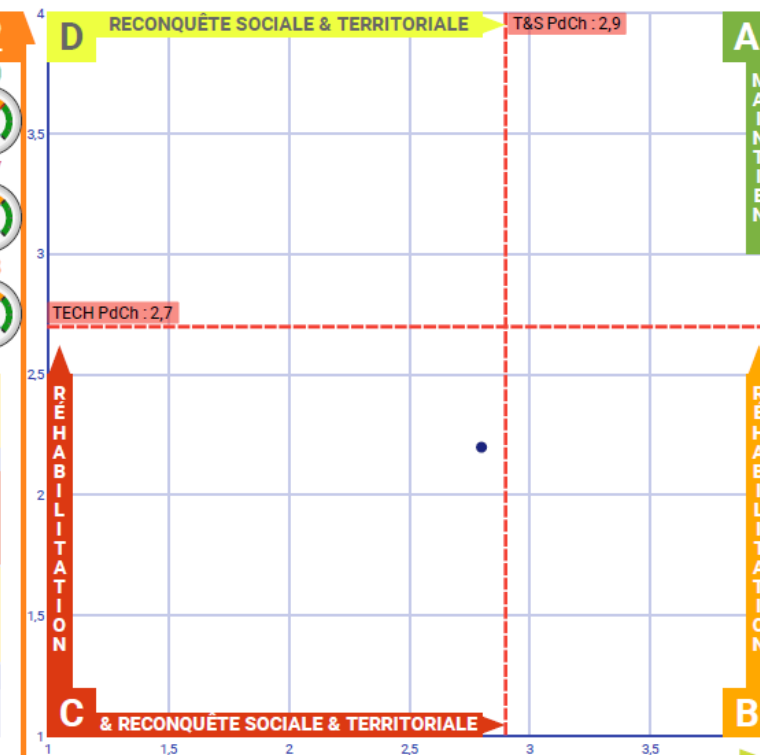 4
D
RECONQUÊTE SOCIALE & TERRITORIALE
T&S PdCh : 2,9
A
MAINTIEN
3,5
3
TECH PdCh : 2,7
2,5
RÉHABILITATION
RÉHABILITATION
2
1,5
C
& RECONQUÊTE SOCIALE & TERRITORIALE
B
1
1
1,5
2
2,5
3
3,5